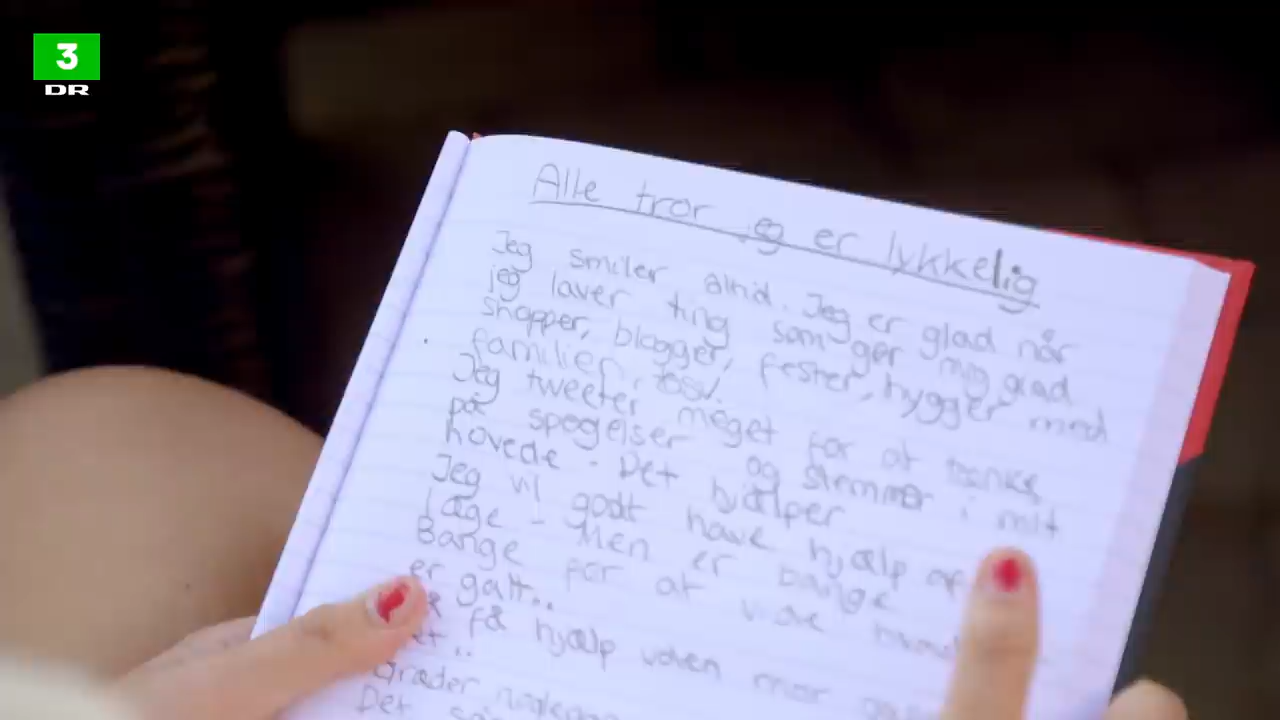 3
DR
Alle tror jeg er lykkelig
Jeg smiler altid. Jeg er glad når
jeg laver ting som gør mig glad
shopper, blogger, fester, hygger med
familien, osv.
Jeg tweeter meget for at tænke
på spøgelser og stemmer i mit
hovede. Det hjælper
Jeg vil godt have hjælp af
læge - Men er bange
Bange for at vide hvad
er galt..
få hjælp
Græder
Det